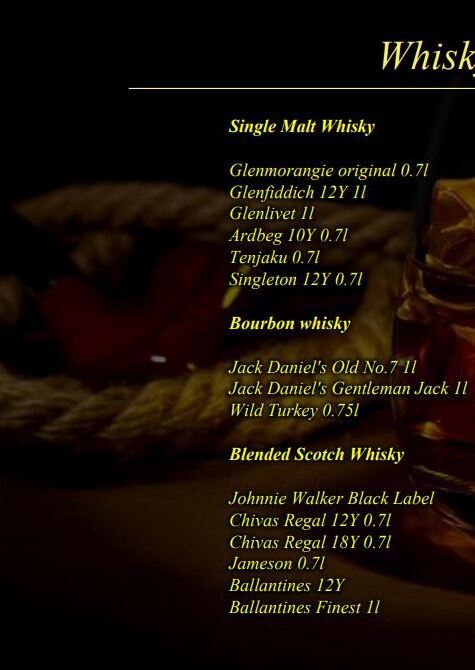 Whisky
Single Malt Whisky
Glenmorangie original 0.7l
Glenfiddich 12Y 1l
Glenlivet 1l
Ardbeg 10Y 0.7l
Tenjaku 0.7l
Singleton 12Y 0.7l
Bourbon whisky
Jack Daniel's Old No.7 1l
Jack Daniel's Gentleman Jack 1l
Wild Turkey 0.75l
Blended Scotch Whisky
Johnnie Walker Black Label
Chivas Regal 12Y 0.7l
Chivas Regal 18Y 0.7l
Jameson 0.7l
Ballantines 12Y
Ballantines Finest 1l